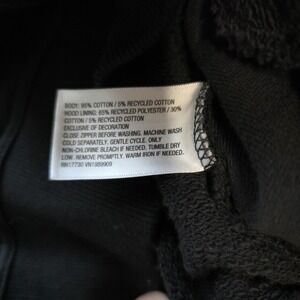 BODY: 95% COTTON / 5% RECYCLED COTTON
HOOD LINING: 65% RECYCLED POLYESTER / 30%
COTTON / 5% RECYCLED COTTON
EXCLUSIVE OF DECORATION
CLOSE ZIPPER BEFORE WASHING. MACHINE WASH
COLD SEPARATELY. GENTLE CYCLE. ONLY
NON-CHLORINE BLEACH IF NEEDED. TUMBLE DRY
LOW. REMOVE PROMPTLY. WARM IRON IF NEEDED.
RN17730 VN1989909